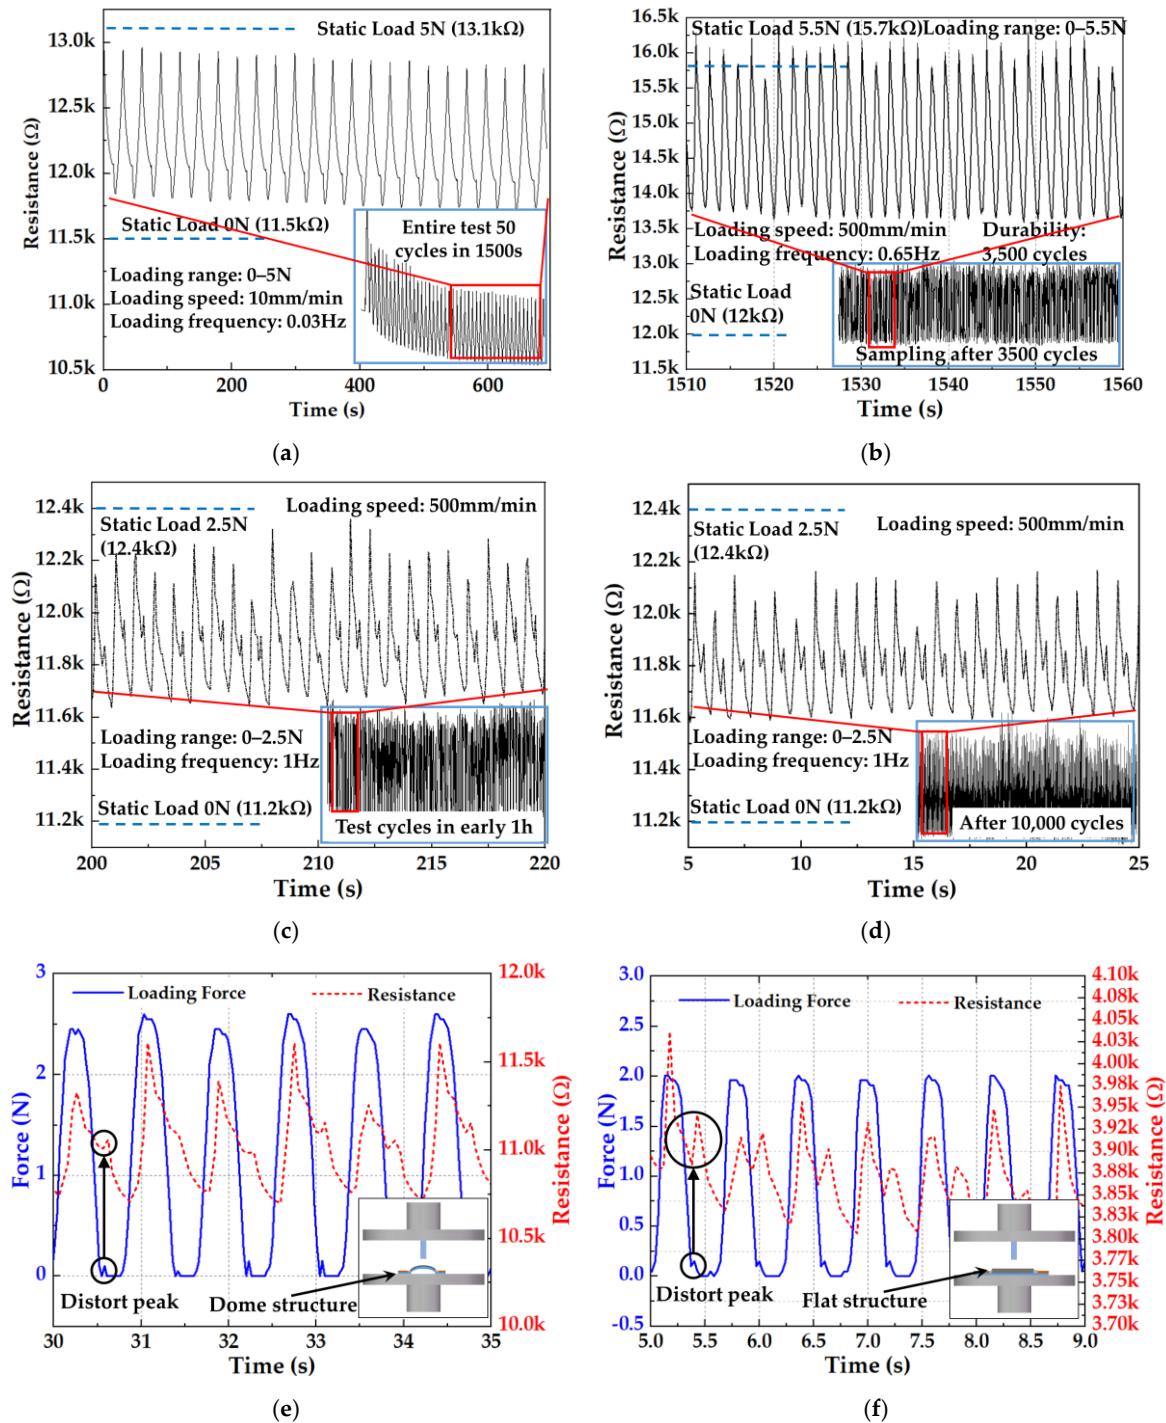 Static Load 5N (13.1kΩ)
13.0k
12.5k
12.0k
11.5k
11.0k
10.5k
Resistance (Ω)
Static Load 0N (11.5kΩ)
Loading range: 0–5N
Loading speed: 10mm/min
Loading frequency: 0.03Hz
Entire test 50
cycles in 1500s
0
200
400
600
Time (s)
(a)
16.5k
16.0k
15.5k
15.0k
14.5k
14.0k
13.5k
13.0k
12.5k
12.0k
11.5k
Resistance (Ω)
Static Load 5.5N (15.7kΩ)
Loading range: 0–5.5N
Loading speed: 500mm/min
Loading frequency: 0.65Hz
Durability:
3,500 cycles
Static Load
0N (12kΩ)
Sampling after 3500 cycles
1510
1520
1530
1540
1550
1560
Time (s)
(b)
12.4k
12.2k
12.0k
11.8k
11.6k
11.4k
11.2k
Resistance (Ω)
Static Load 2.5N
(12.4kΩ)
Loading speed: 500mm/min
Loading range: 0–2.5N
Loading frequency: 1Hz
Static Load 0N (11.2kΩ)
Test cycles in early 1h
200
205
210
215
220
Time (s)
(c)
12.4k
12.2k
12.0k
11.8k
11.6k
11.4k
11.2k
Resistance (Ω)
Static Load 2.5N
(12.4kΩ)
Loading speed: 500mm/min
Loading range: 0–2.5N
Loading frequency: 1Hz
Static Load 0N (11.2kΩ)
After 10,000 cycles
5
10
15
20
25
Time (s)
(d)
3
2
1
0
Force (N)
Loading Force
Resistance
12.0k
11.5k
11.0k
10.5k
10.0k
Resistance (Ω)
Distort peak
Dome structure
30
31
32
33
34
35
Time (s)
(e)
3.0
2.5
2.0
1.5
1.0
0.5
0.0
-0.5
Force (N)
Loading Force
Resistance
4.10k
4.08k
4.05k
4.03k
4.00k
3.98k
3.95k
3.92k
3.90k
3.88k
3.85k
3.83k
3.80k
3.77k
3.75k
3.73k
3.70k
Resistance (Ω)
Distort peak
Flat structure
5.0
5.5
6.0
6.5
7.0
7.5
8.0
8.5
9.0
Time (s)
(f)